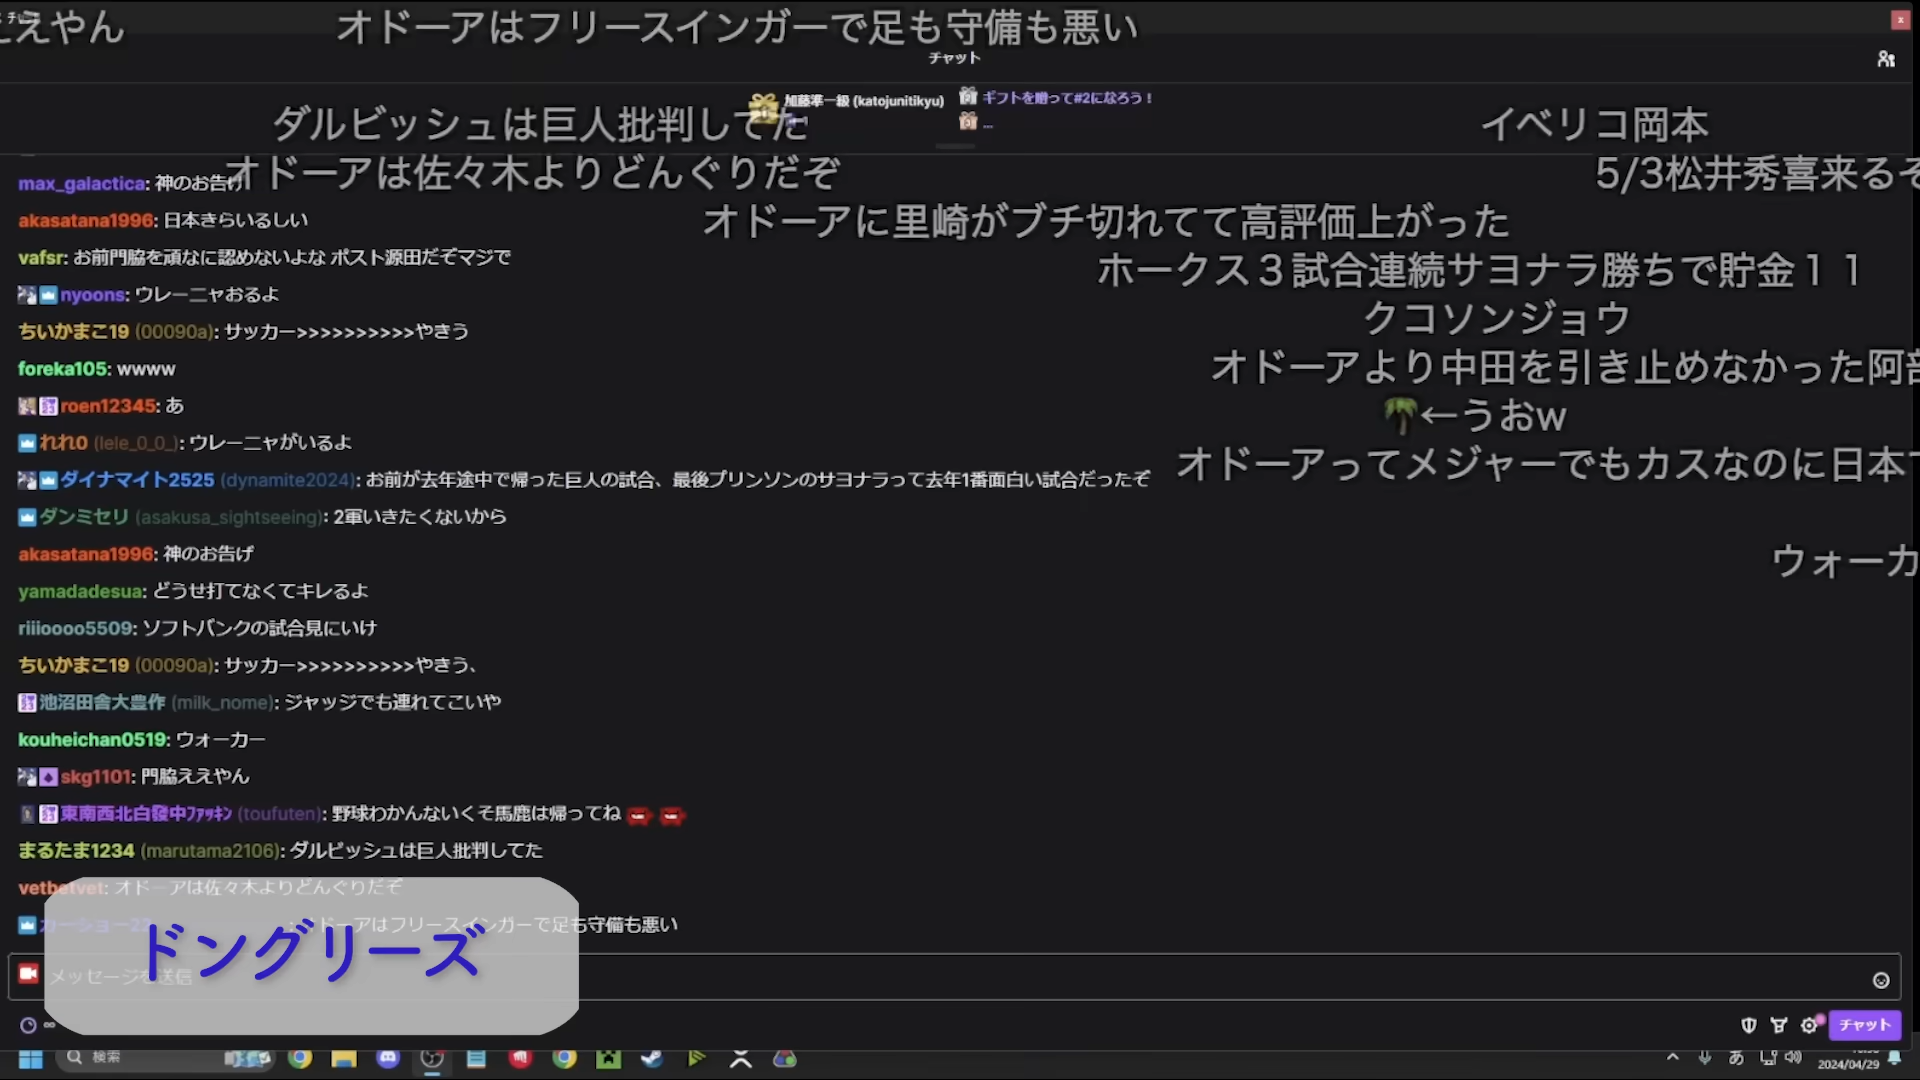 ええやん
オドーアはフリースインガーで足も守備も悪い
チャット
加藤準一級 (katojunitikyu)
ギフトを贈って#2になろう！
...
ダルビッシュは巨人批判してた
イベリコ岡本
オドーアは佐々木よりどんぐりだぞ
5/3松井秀喜来るぞ
オドーアに里崎がブチ切れてて高評価上がった
ホークス３試合連続サヨナラ勝ちで貯金１１
クコソンジョウ
オドーアより中田を引き止めなかった阿部
🌴←うおw
オドーアってメジャーでもカスなのに日本で
ウォーカ
max_galactica: 神のお告げ
akasatana1996: 日本きらいるしい
vafsr: お前門脇を頑なに認めないよな ポスト源田だぞマジで
nyoons: ウレーニャおるよ
ちいかまこ19 (00090a): サッカー>>>>>>>>>>やきう
foreka105: wwww
roen12345: あ
れれ0 (lele_0_0_): ウレーニャがいるよ
ダイナマイト2525 (dynamite2024): お前が去年途中で帰った巨人の試合、最後ブリンソンのサヨナラって去年1番面白い試合だったぞ
ダンミセリ (asakusa_sightseeing): 2軍いきたくないから
akasatana1996: 神のお告げ
yamadadesua: どうせ打てなくてキレるよ
riiioooo5509: ソフトバンクの試合見にいけ
ちいかまこ19 (00090a): サッカー>>>>>>>>>>やきう、
池沼田舎大豊作 (milk_nome): ジャッジでも連れてこいや
kouheichan0519: ウォーカー
skg1101: 門脇ええやん
東南西北白發中ﾌｧｯｷﾝ (toufuten): 野球わかんないくそ馬鹿は帰ってね
まるたま1234 (marutama2106): ダルビッシュは巨人批判してた
vetbetvet: オドーアは佐々木よりどんぐりだぞ
カーショー22 : オドーアはフリースインガーで足も守備も悪い
ドングリーズ
メッセージを送信
チャット
検索
あ
2024/04/29